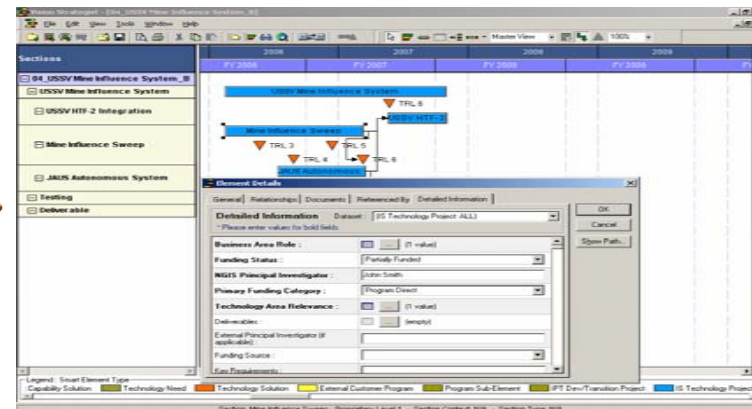 Vision Strategist - [04_USSV Mine Influence System_B]
File Edit View Tools Window Help
Master View 100%
Sections
2006 2007 2008 2009
FY 2006 FY 2007 FY 2008 FY 2009
04_USSV Mine Influence System_B
USSV Mine Influence System
USSV Mine Influence System
TRL 6
USSV HTF-2 Integration
USSV HTF-2
Mine Influence Sweep
Mine Influence Sweep
TRL 3 TRL 5
TRL 4 TRL 6
JAUS Autonomous System
JAUS Autonomous
Testing
Deliverable
Element Details
General Relationships Documents Referenced By Detailed Information
Detailed Information Dataset: (IS Technology Project: ALL)
* Please enter values for bold fields.
OK
Cancel
Show Path...
Business Area Role : ... (1 value)
Funding Status : Partially Funded
NGIS Principal Investigator : John Smith
Primary Funding Category : Program Direct
Technology Area Relevance : ... (1 value)
Deliverables : ... (empty)
External Principal Investigator (if applicable) :
Funding Source :
Key Requirements :
Legend : Smart Element Type
Capability Solution Technology Need Technology Solution External Customer Program Program Sub-Element IPT Dev/Transition Project IS Technology Project
Section: Mine Influence Sweep